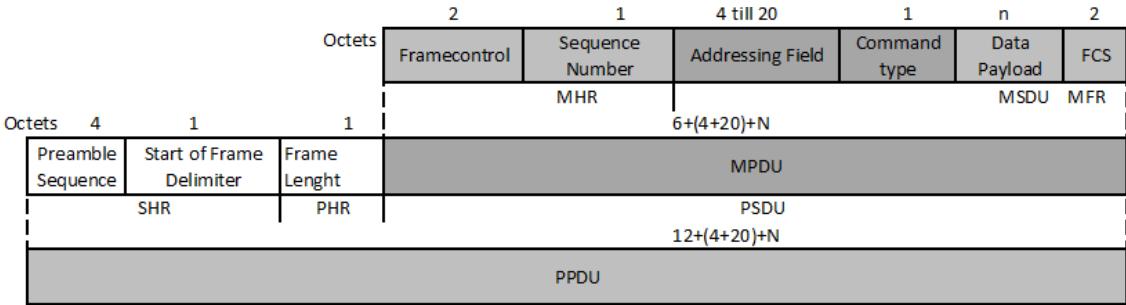 2 1 4 till 20 1 n 2
Octets
Framecontrol
Sequence
Number
Addressing Field
Command
type
Data
Payload
FCS
MHR MSDU MFR
Octets 4 1 1 6+(4+20)+N
Preamble
Sequence
Start of Frame
Delimiter
Frame
Lenght
MPDU
SHR PHR PSDU
12+(4+20)+N
PPDU